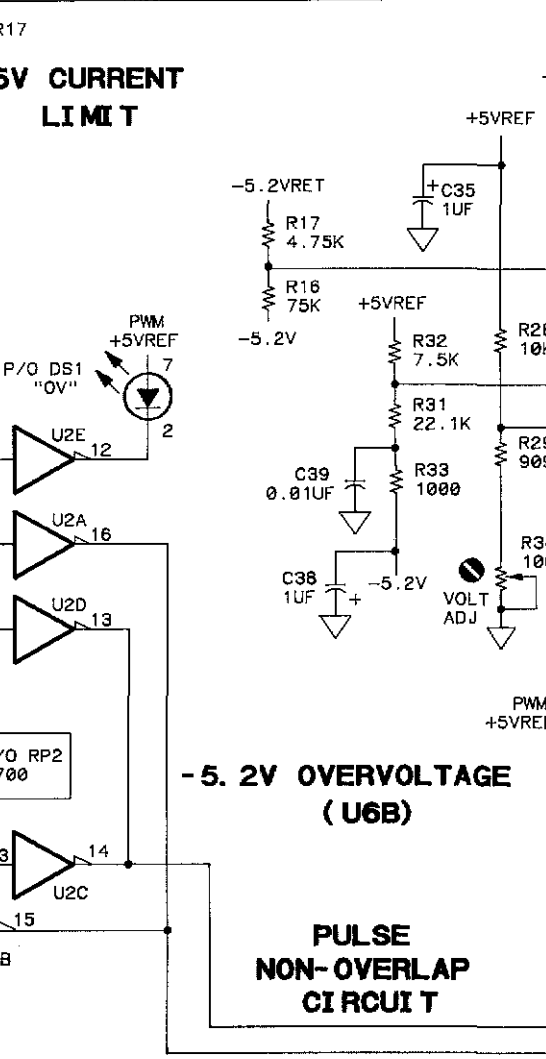 R17
5V CURRENT
LIMIT
+5VREF
+ C35
1UF
-5.2VRET
R17
4.75K
R16
75K
-5.2V
+5VREF
R32
7.5K
R31
22.1K
R33
1000
C39
0.01UF
C38
1UF
+
-5.2V
PWM
+5VREF
7
P/O DS1
"OV"
2
U2E
12
U2A
16
U2D
13
10K
R29
909
VOLT
ADJ
PWM
+5VREF
/O RP2
700
-5.2V OVERVOLTAGE
(U6B)
3
14
U2C
15
B
PULSE
NON-OVERLAP
CIRCUIT